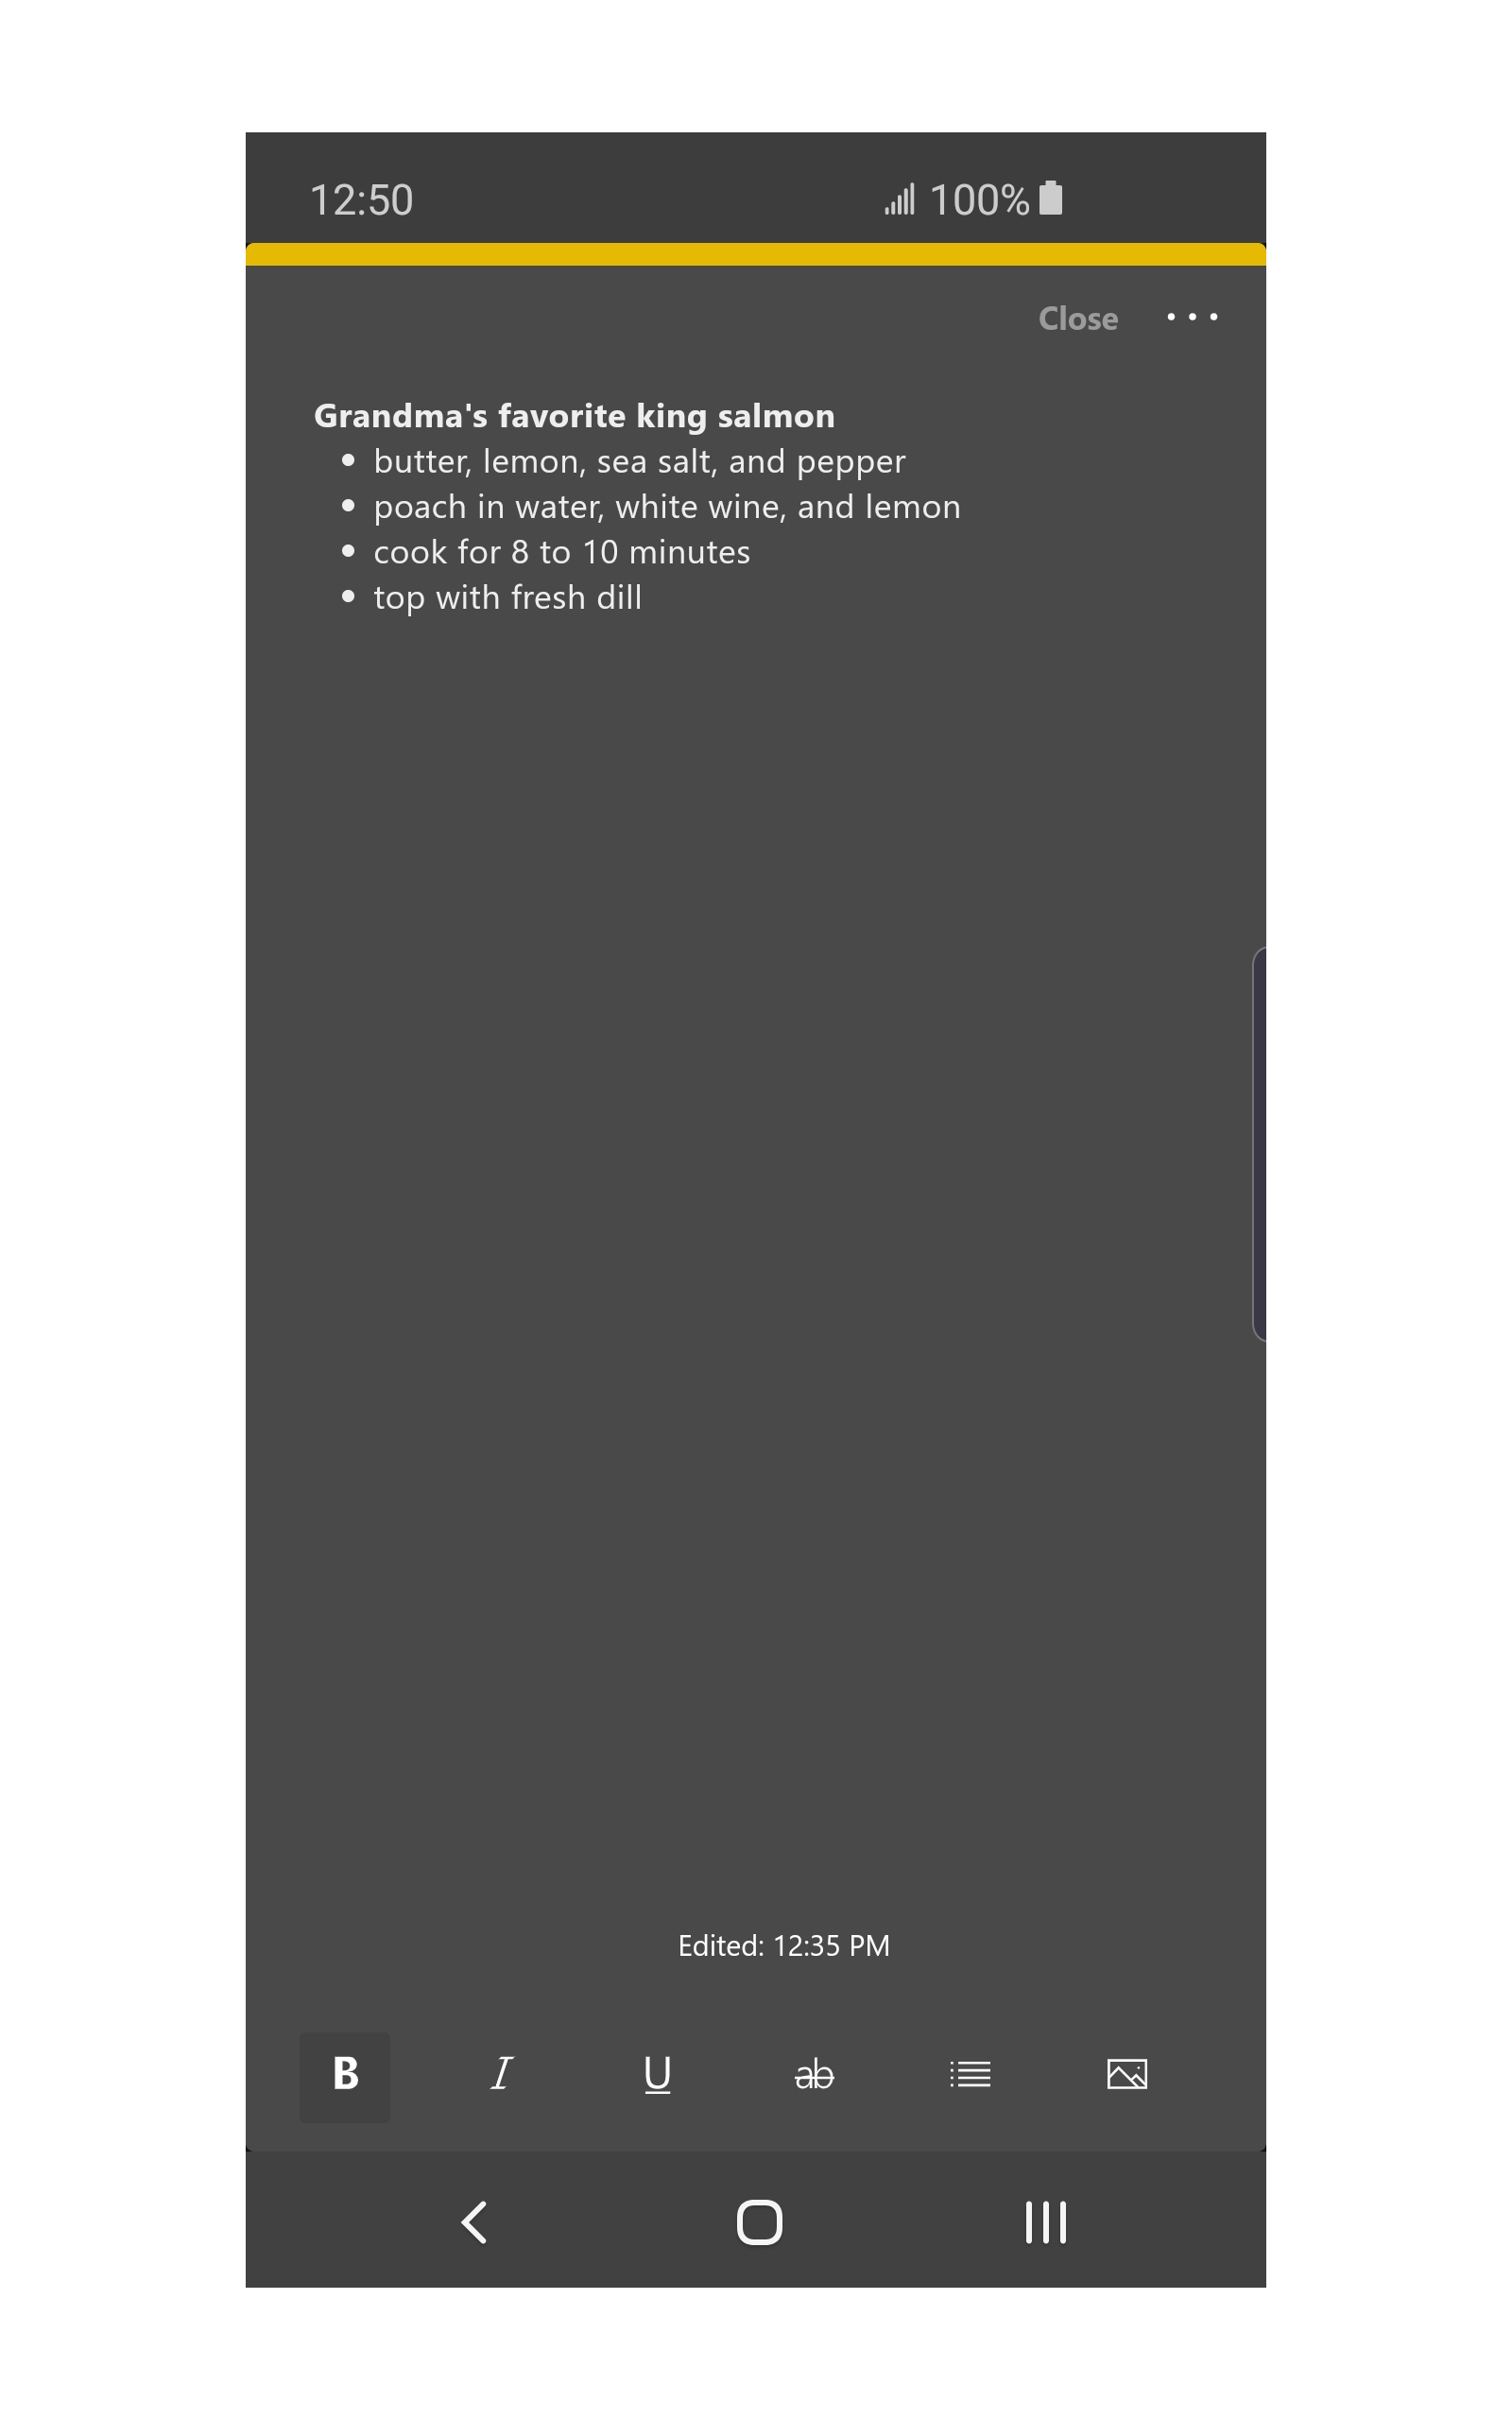 12:50 100%
Close
Grandma's favorite king salmon
• butter, lemon, sea salt, and pepper
• poach in water, white wine, and lemon
• cook for 8 to 10 minutes
• top with fresh dill
Edited: 12:35 PM
B I U ab